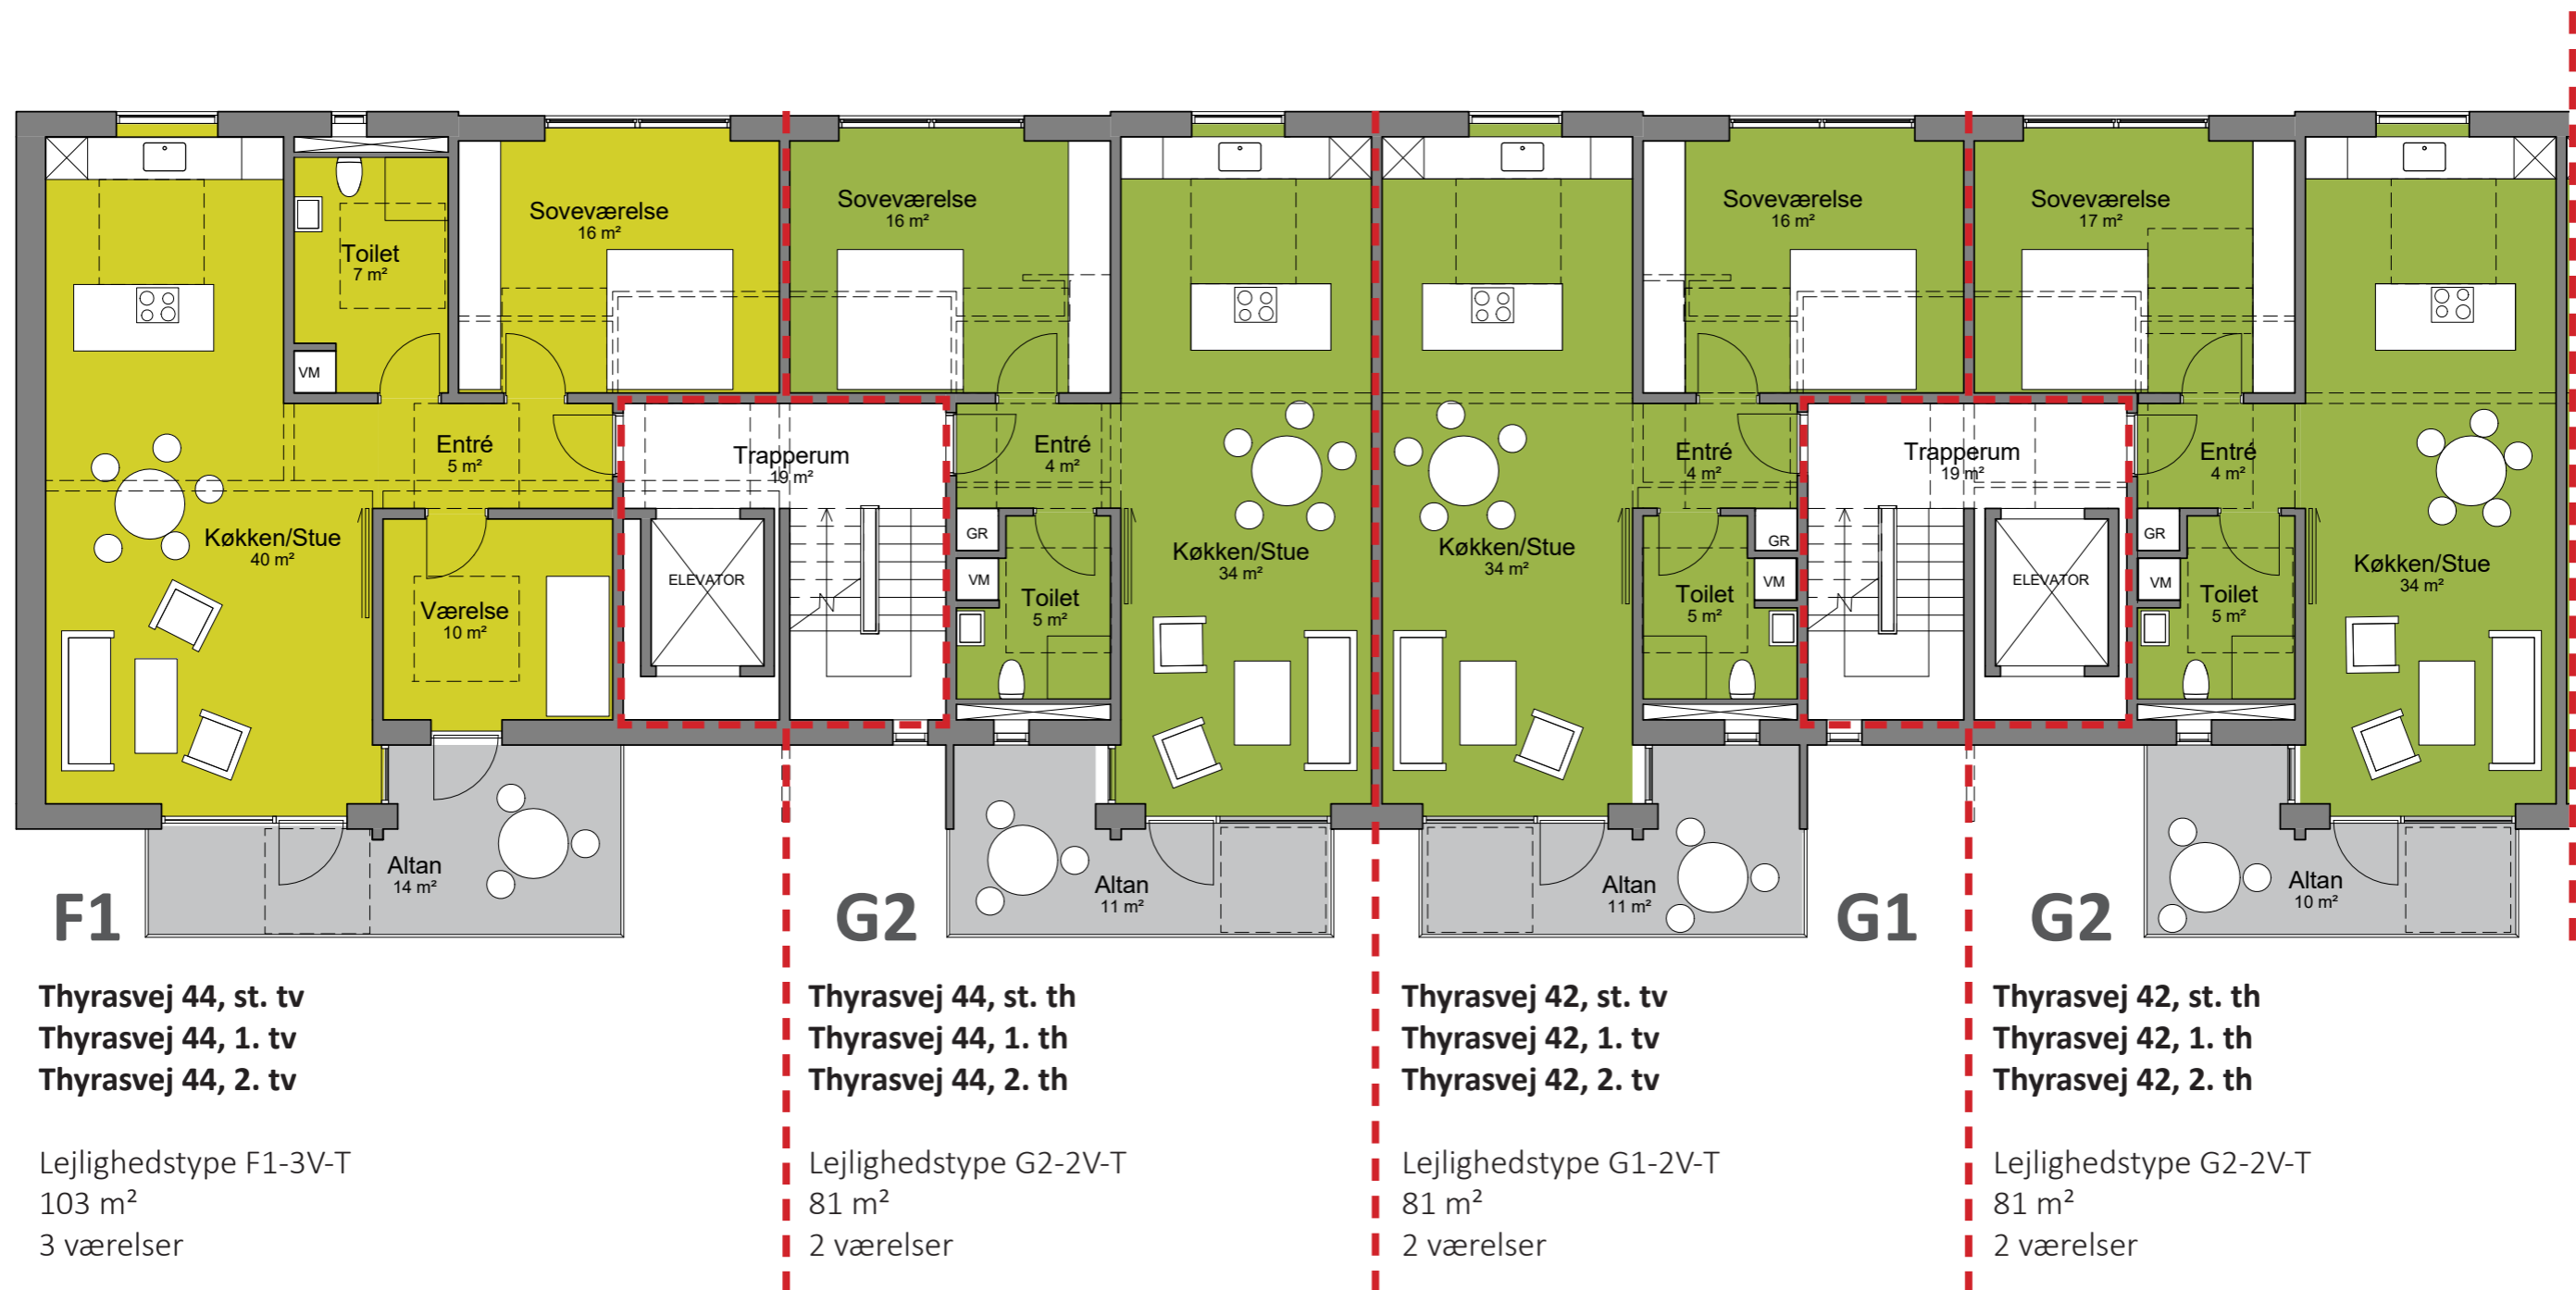 Soveværelse
16 m²
Toilet
7 m²
VM
Entré
5 m²
Køkken/Stue
40 m²
Værelse
10 m²
Altan
14 m²
Trapperum
19 m²
ELEVATOR
Soveværelse
16 m²
Entré
4 m²
GR
VM
Toilet
5 m²
Køkken/Stue
34 m²
Altan
11 m²
Køkken/Stue
34 m²
Soveværelse
16 m²
Entré
4 m²
GR
VM
Toilet
5 m²
Altan
11 m²
Trapperum
19 m²
ELEVATOR
Soveværelse
17 m²
Entré
4 m²
GR
VM
Toilet
5 m²
Køkken/Stue
34 m²
Altan
10 m²
F1
Thyrasvej 44, st. tv
Thyrasvej 44, 1. tv
Thyrasvej 44, 2. tv
Lejlighedstype F1-3V-T
103 m²
3 værelser
G2
Thyrasvej 44, st. th
Thyrasvej 44, 1. th
Thyrasvej 44, 2. th
Lejlighedstype G2-2V-T
81 m²
2 værelser
G1
Thyrasvej 42, st. tv
Thyrasvej 42, 1. tv
Thyrasvej 42, 2. tv
Lejlighedstype G1-2V-T
81 m²
2 værelser
G2
Thyrasvej 42, st. th
Thyrasvej 42, 1. th
Thyrasvej 42, 2. th
Lejlighedstype G2-2V-T
81 m²
2 værelser